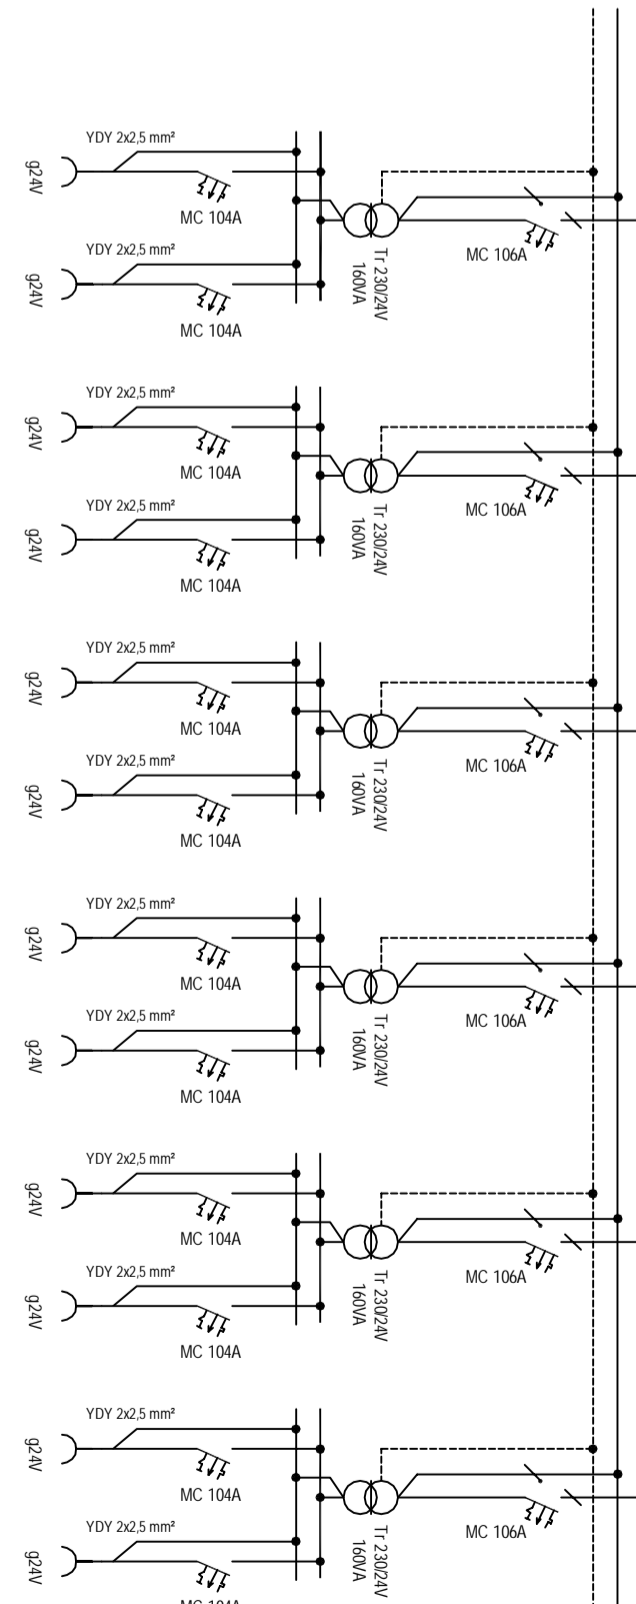 YDY 2x2,5 mm²
g24V
MC 104A
Tr 230/24V
160VA
MC 106A
YDY 2x2,5 mm²
g24V
MC 104A
YDY 2x2,5 mm²
g24V
MC 104A
Tr 230/24V
160VA
MC 106A
YDY 2x2,5 mm²
g24V
MC 104A
YDY 2x2,5 mm²
g24V
MC 104A
Tr 230/24V
160VA
MC 106A
YDY 2x2,5 mm²
g24V
MC 104A
YDY 2x2,5 mm²
g24V
MC 104A
Tr 230/24V
160VA
MC 106A
YDY 2x2,5 mm²
g24V
MC 104A
YDY 2x2,5 mm²
g24V
MC 104A
Tr 230/24V
160VA
MC 106A
YDY 2x2,5 mm²
g24V
MC 104A
YDY 2x2,5 mm²
g24V
MC 104A
Tr 230/24V
160VA
MC 106A
YDY 2x2,5 mm²
g24V
MC 104A